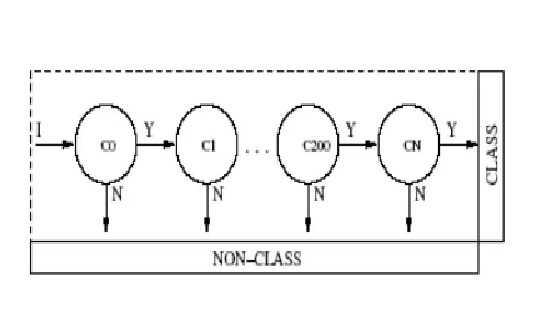 I Y Y Y
C0 C1 . . . C200 CN
N N N N
NON-CLASS
CLASS